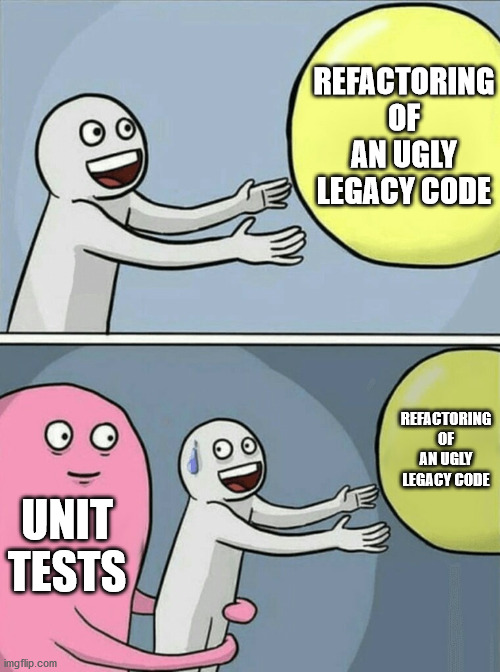 REFACTORING
OF
AN UGLY
LEGACY CODE
REFACTORING
OF
AN UGLY
LEGACY CODE
UNIT
TESTS
imgflip.com